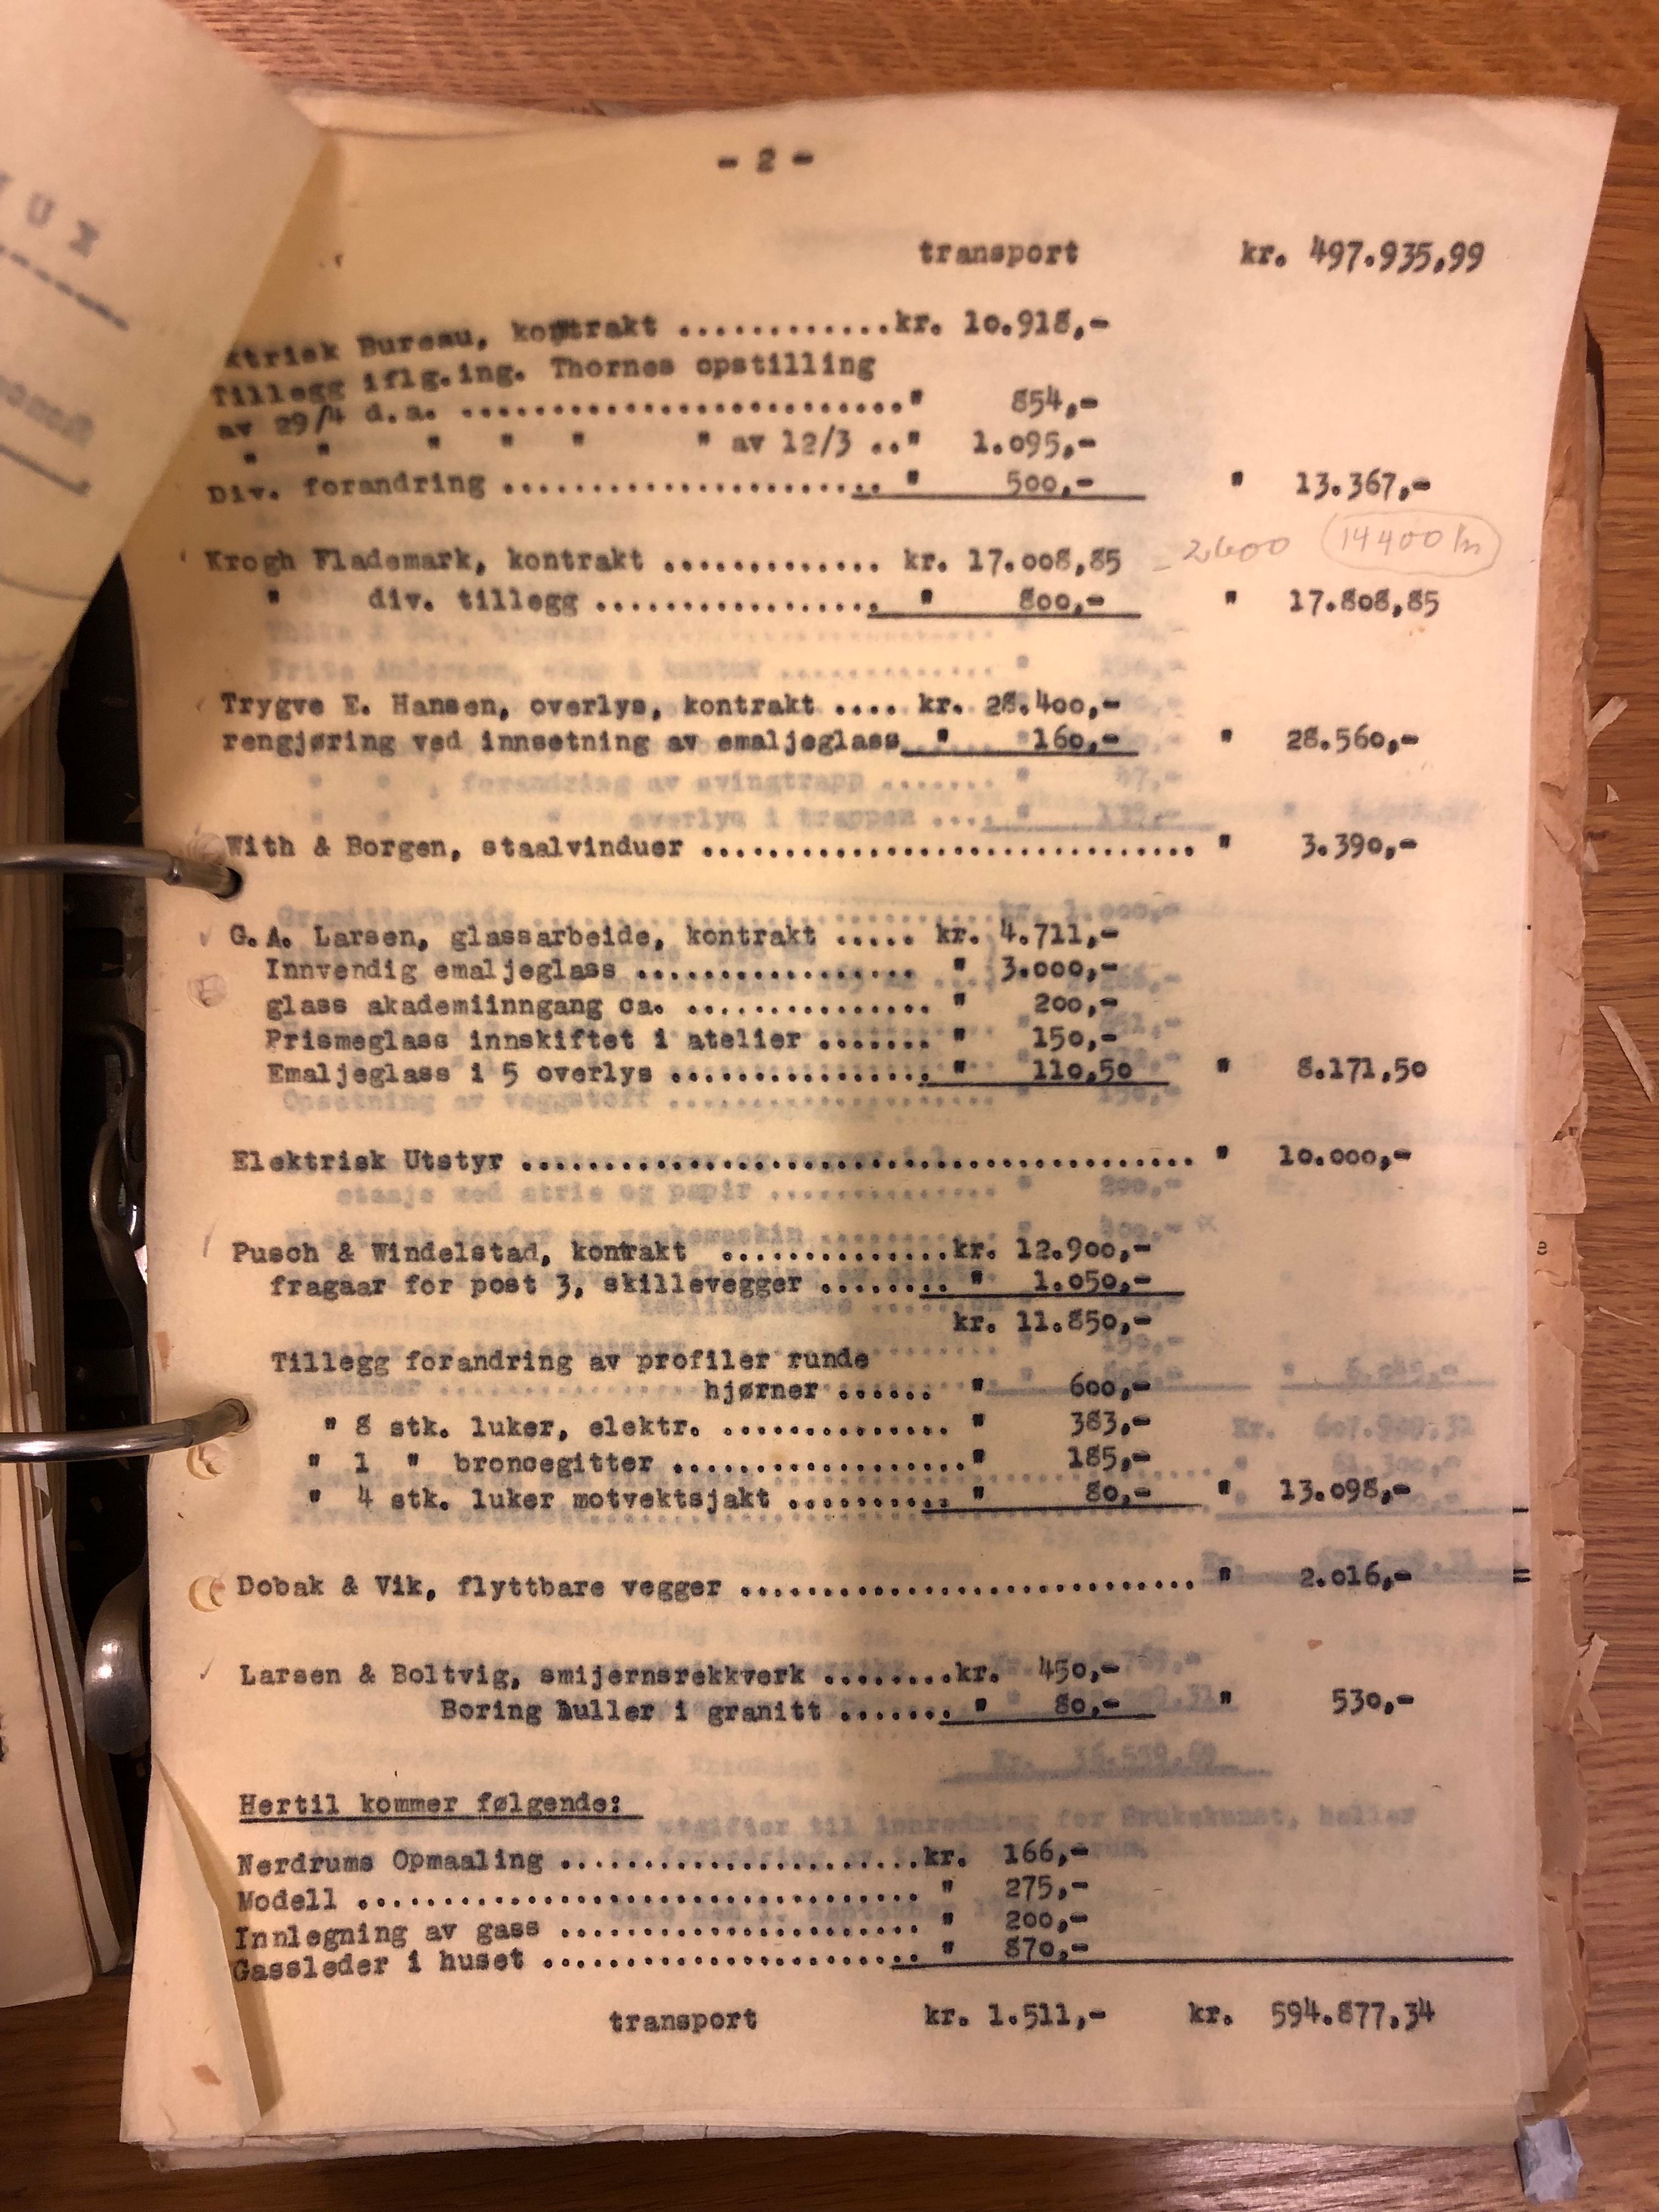 - 2 -
transport kr. 497.935,99
ktrisk Bureau, kontrakt ............kr. 10.918,-
Tillegg iflg.ing. Thornes opstilling
av 29/4 d.a. ........................." 854,-
" " " " " " av 12/3 .." 1.095,-
Div. forandring ....................... " 500,- " 13.367,-
2600 14400
Krogh Flademark, kontrakt ............. kr. 17.008,85
" div. tillegg .................. " 800,- " 17.808,85
Trygve E. Hansen, overlys, kontrakt .... kr. 28.400,-
rengjøring ved innsetning av emaljeglass " 160,- " 28.560,-
With & Borgen, staalvinduer .................................. " 3.390,-
G.A. Larsen, glassarbeide, kontrakt ..... kr. 4.711,-
Innvendig emaljeglass ................. " 3.000,-
glass akademiinngang ca. ............... " 200,-
Prismeglass innskiftet i atelier ....... " 150,-
Emaljeglass i 5 overlys ................ " 110,50 " 8.171,50
Elektrisk Utstyr ............................................. " 10.000,-
Pusch & Windelstad, kontrakt ...............kr. 12.900,-
fragaar for post 3, skillevegger ........ " 1.050,-
kr. 11.850,-
Tillegg forandring av profiler runde
hjørner ...... " 600,-
" 8 stk. luker, elektr. ............... " 383,-
" 1 " broncegitter ..................." 185,-
" 4 stk. luker motvektsjakt .......... " 80,- " 13.098,-
Dobak & Vik, flyttbare vegger ............................... " 2.016,-
Larsen & Boltvig, smijernsrekkverk ........kr. 450,-
Boring huller i granitt ....... " 80,- " 530,-
Hertil kommer følgende:
Nerdrums Opmaaling ........................kr. 166,-
Modell ..................................... " 275,-
Innlegning av gass ........................ " 200,-
Gassleder i huset ......................... " 870,-
transport kr. 1.511,- kr. 594.877,34